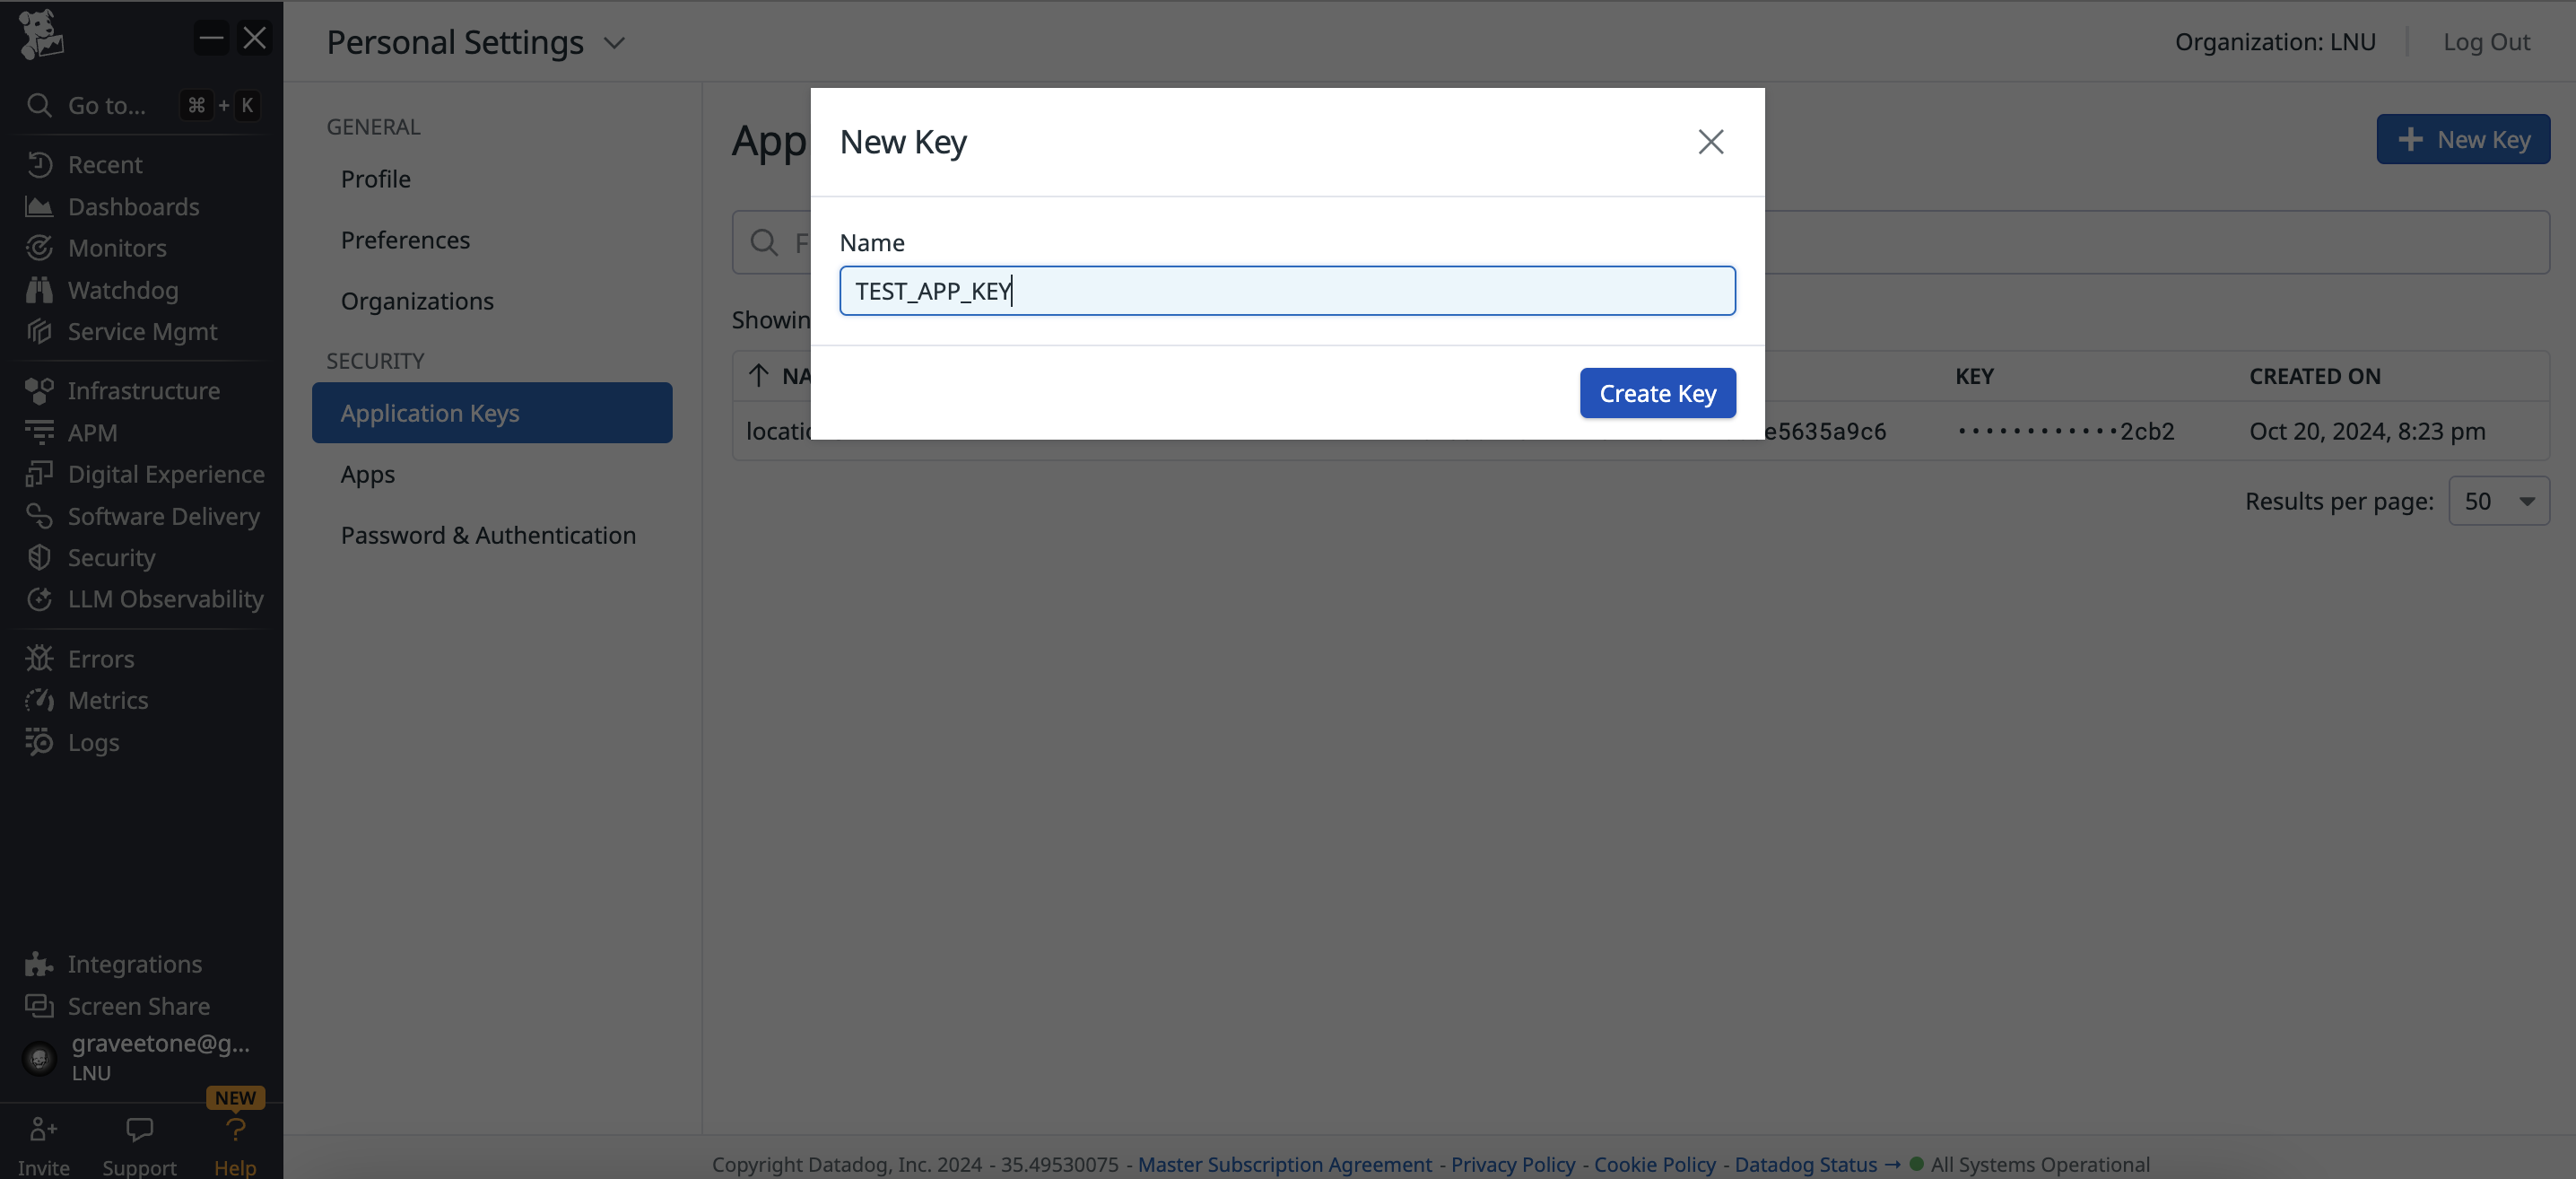 Personal Settings
Organization: LNU
Log Out
Go to...
⌘ + K
Recent
Dashboards
Monitors
Watchdog
Service Mgmt
Infrastructure
APM
Digital Experience
Software Delivery
Security
LLM Observability
Errors
Metrics
Logs
Integrations
Screen Share
graveetone@g...
LNU
NEW
Invite
Support
Help
GENERAL
Profile
Preferences
Organizations
SECURITY
Application Keys
Apps
Password & Authentication
App
New Key
New Key
Name
TEST_APP_KEY
Create Key
KEY
CREATED ON
e5635a9c6
••••••••••••2cb2
Oct 20, 2024, 8:23 pm
Results per page:
50
Copyright Datadog, Inc. 2024 - 35.49530075 - Master Subscription Agreement - Privacy Policy - Cookie Policy - Datadog Status → All Systems Operational